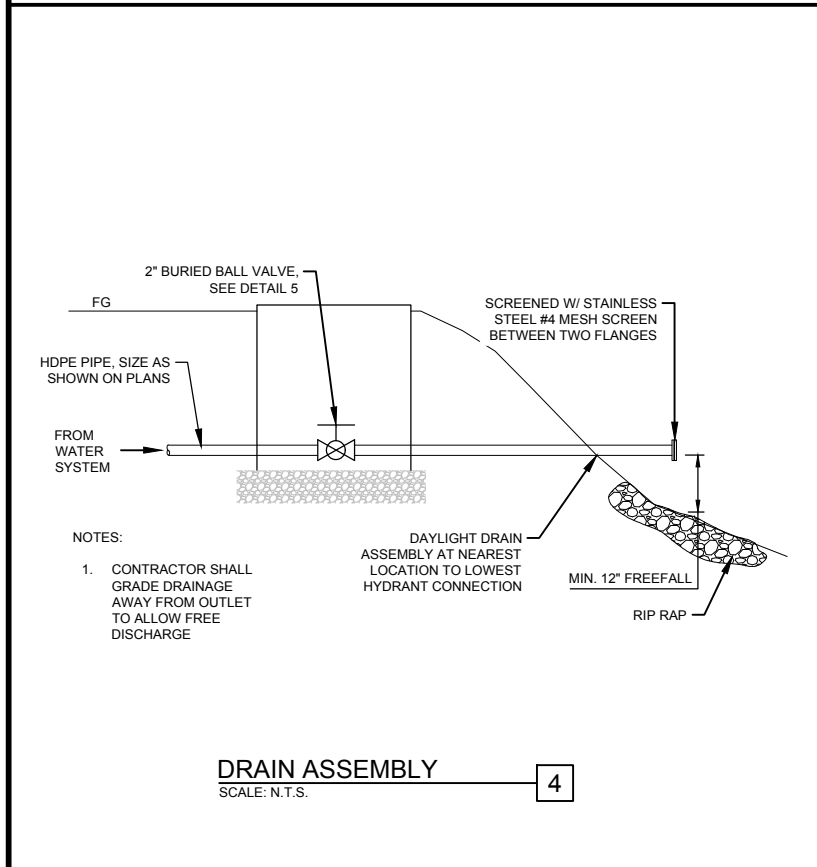 2" BURIED BALL VALVE,
SEE DETAIL 5
FG
SCREENED W/ STAINLESS
STEEL #4 MESH SCREEN
BETWEEN TWO FLANGES
HDPE PIPE, SIZE AS
SHOWN ON PLANS
FROM
WATER
SYSTEM
NOTES:
1. CONTRACTOR SHALL
GRADE DRAINAGE
AWAY FROM OUTLET
TO ALLOW FREE
DISCHARGE
DAYLIGHT DRAIN
ASSEMBLY AT NEAREST
LOCATION TO LOWEST
HYDRANT CONNECTION
MIN. 12" FREEFALL
RIP RAP
DRAIN ASSEMBLY
SCALE: N.T.S.
4